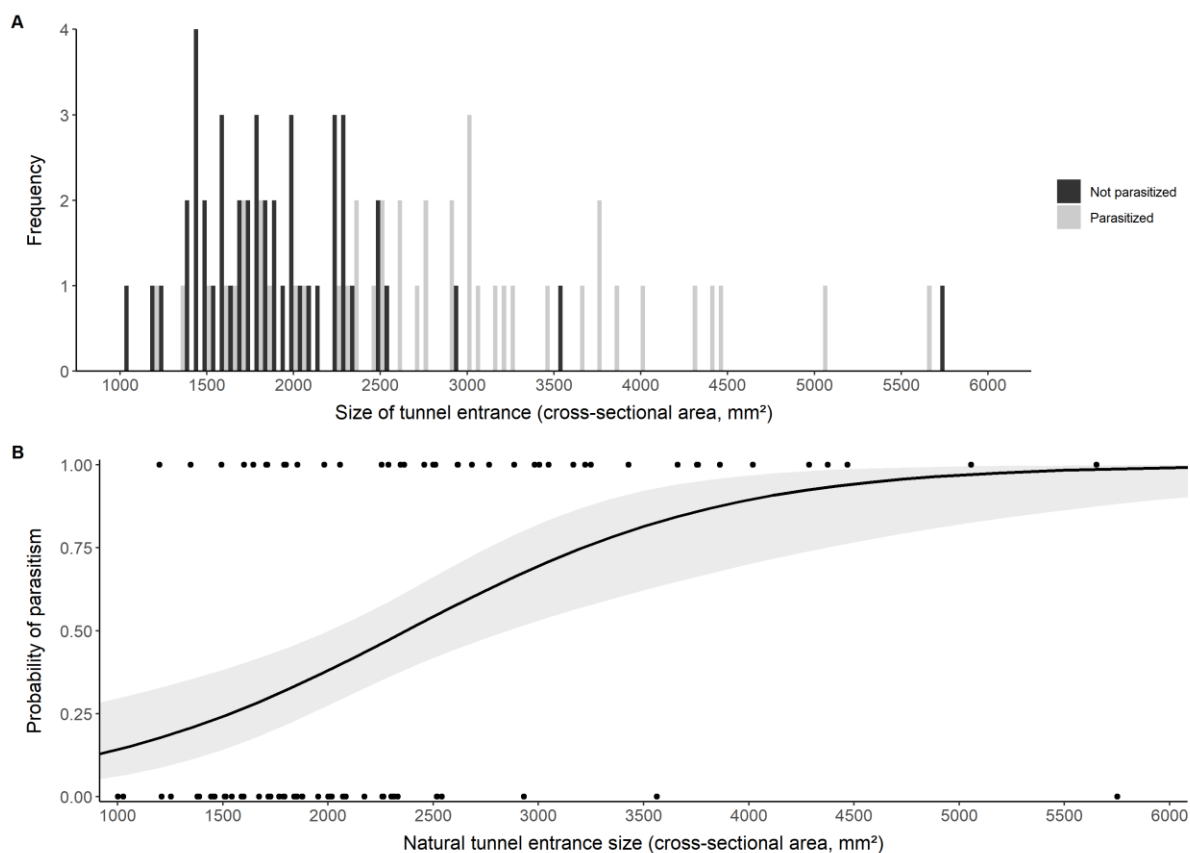 A
4
3
2
1
0
Frequency
1000 1500 2000 2500 3000 3500 4000 4500 5000 5500 6000
Size of tunnel entrance (cross-sectional area, mm²)
Not parasitized
Parasitized
B
1.00
0.75
0.50
0.25
0.00
Probability of parasitism
1000 1500 2000 2500 3000 3500 4000 4500 5000 5500 6000
Natural tunnel entrance size (cross-sectional area, mm²)